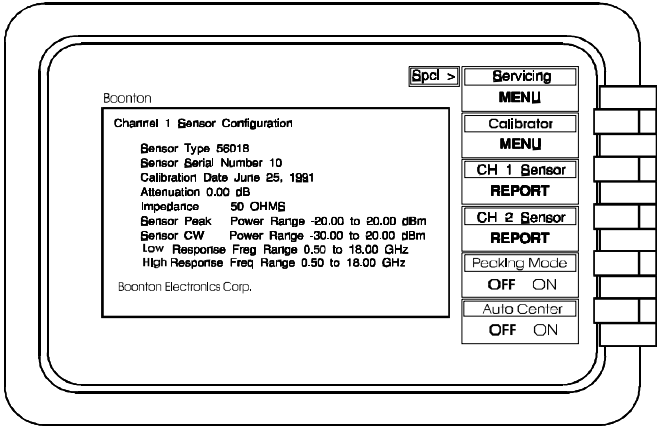 Spcl >
Boonton
Channel 1 Sensor Configuration
Sensor Type 56018
Sensor Serial Number 10
Calibration Date June 25, 1991
Attenuation 0.00 dB
Impedance 50 OHMS
Sensor Peak Power Range -20.00 to 20.00 dBm
Sensor CW Power Range -30.00 to 20.00 dBm
Low Response Freg Range 0.50 to 18.00 GHz
High Response Freq Range 0.50 to 18.00 GHz
Boonton Electronics Corp.
Servicing
MENU
Calibrator
MENU
CH 1 Sensor
REPORT
CH 2 Sensor
REPORT
Peaking Mode
OFF ON
Auto Center
OFF ON